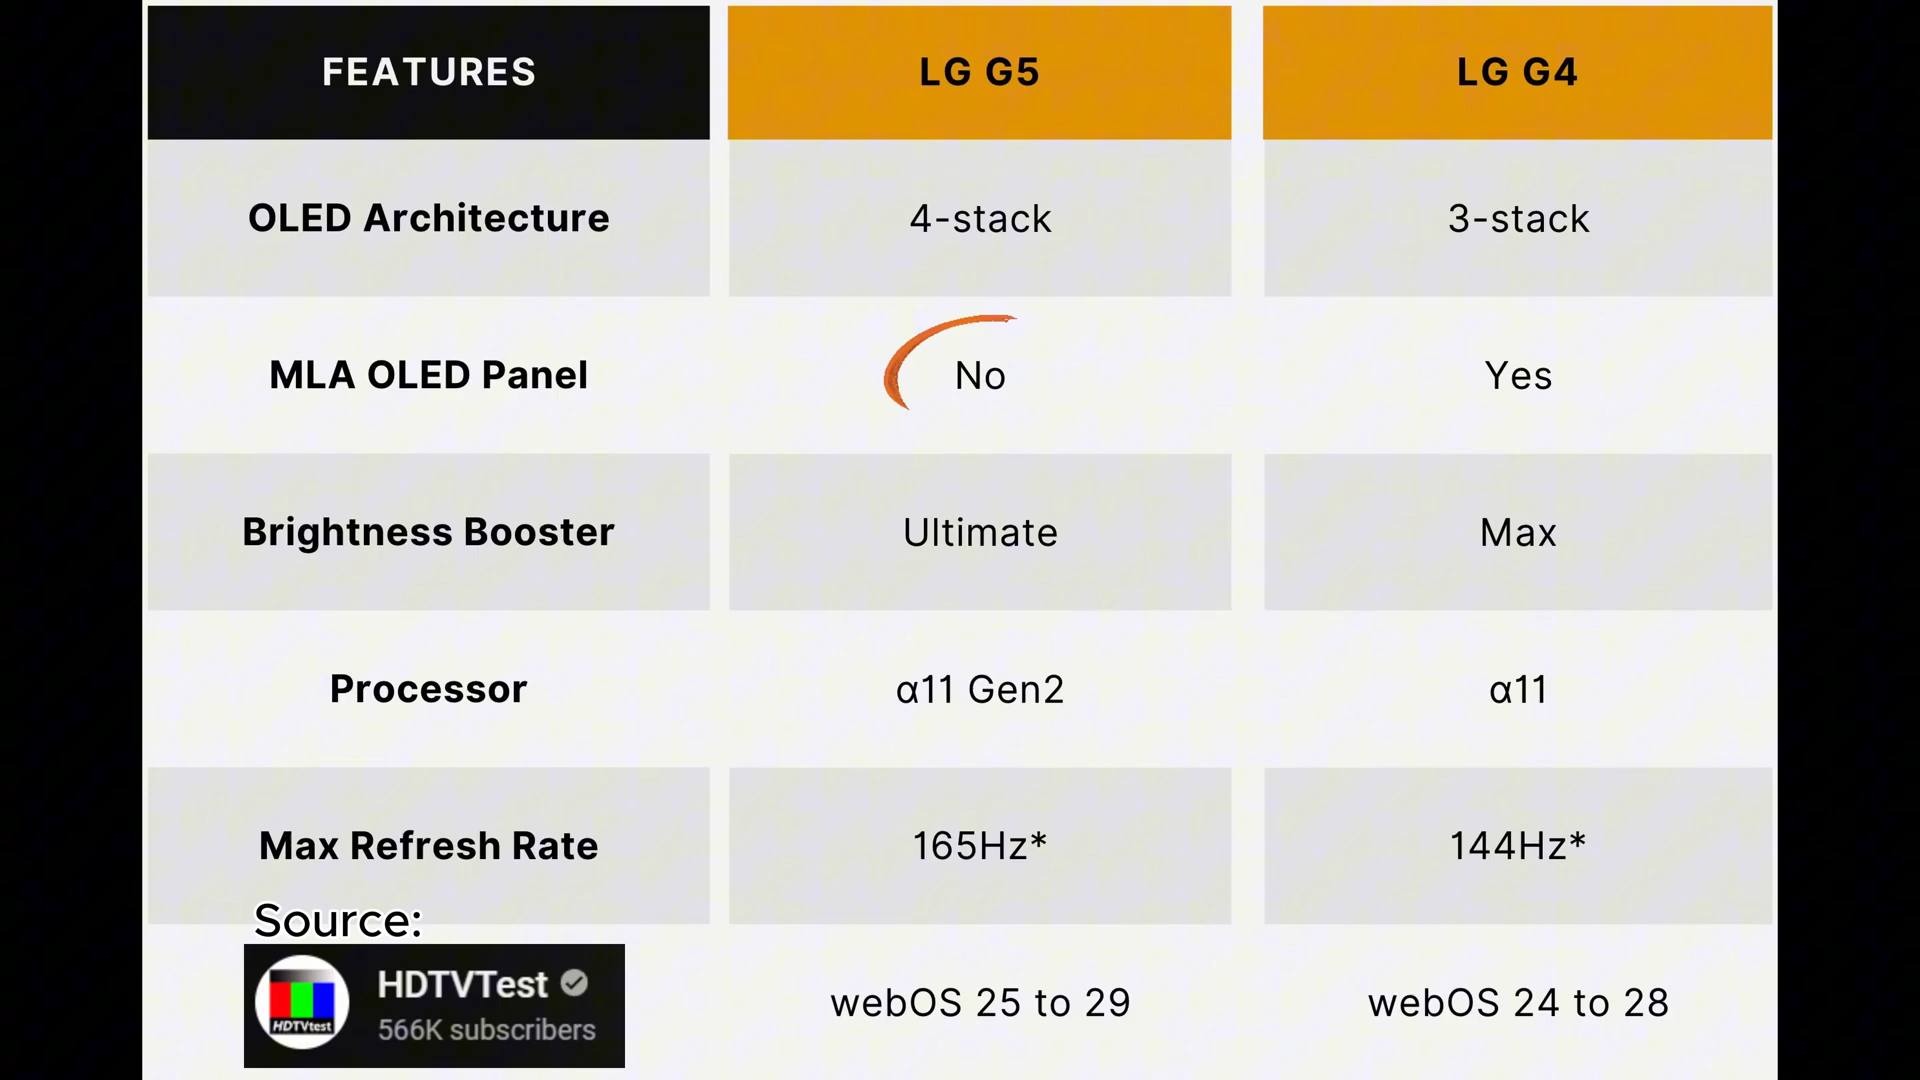 FEATURES LG G5 LG G4
OLED Architecture 4-stack 3-stack
MLA OLED Panel No Yes
Brightness Booster Ultimate Max
Processor α11 Gen2 α11
Max Refresh Rate 165Hz* 144Hz*
Source:
HDTVTest
566K subscribers
HDTVtest
webOS 25 to 29 webOS 24 to 28